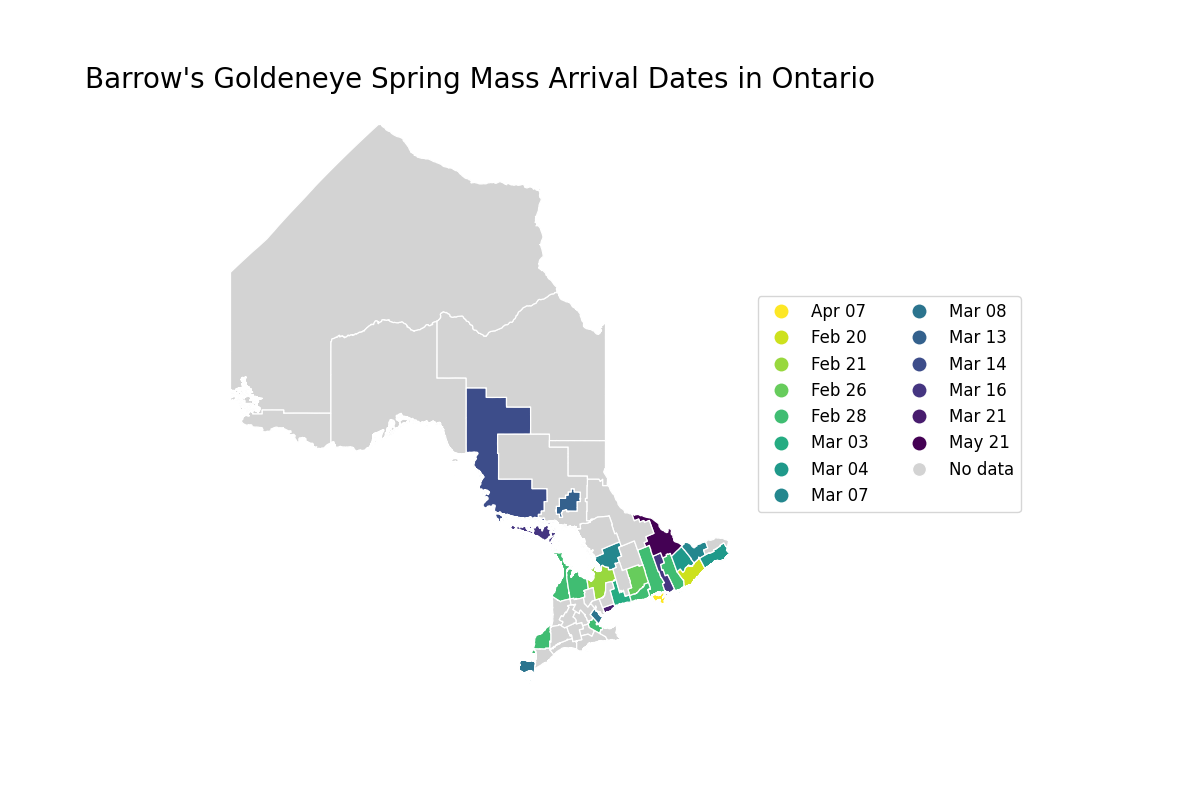 Barrow's Goldeneye Spring Mass Arrival Dates in Ontario
Apr 07
Feb 20
Feb 21
Feb 26
Feb 28
Mar 03
Mar 04
Mar 07
Mar 08
Mar 13
Mar 14
Mar 16
Mar 21
May 21
No data